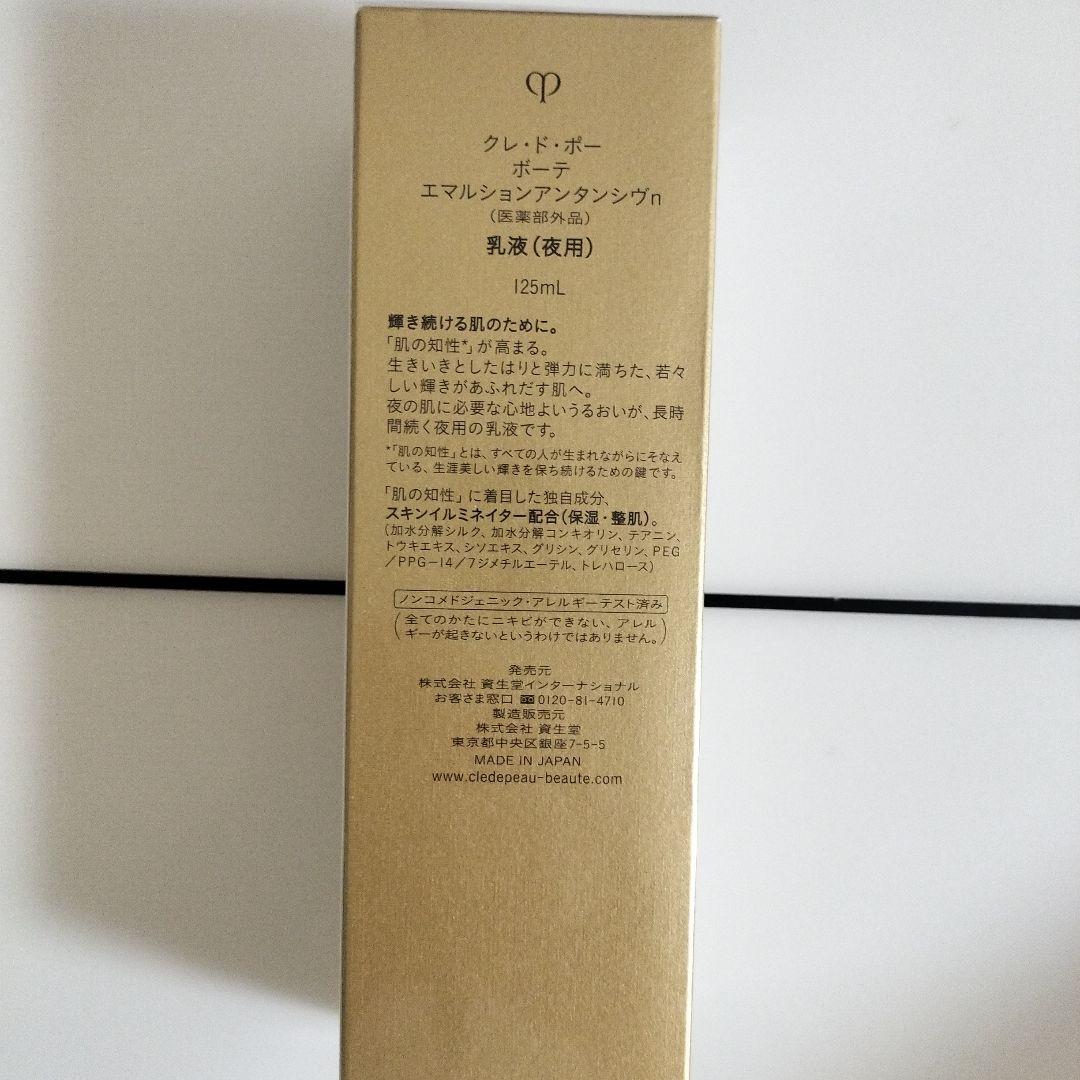 クレ・ド・ポー
ボーテ
エマルションアンタンシヴn
(医薬部外品)
乳液(夜用)
125mL
輝き続ける肌のために。
「肌の知性*」が高まる。
生きいきとしたはりと弾力に満ちた、若々
しい輝きがあふれだす肌へ。
夜の肌に必要な心地よいうるおいが、長時
間続く夜用の乳液です。
*「肌の知性」とは、すべての人が生まれながらにそなえ
ている、生涯美しい輝きを保ち続けるための鍵です。
「肌の知性」に着目した独自成分、
スキンイルミネイター配合(保湿・整肌)。
(加水分解シルク、加水分解コンキオリン、テアニン、
トウキエキス、シソエキス、グリシン、グリセリン、PEG
/PPG-14/7ジメチルエーテル、トレハロース)
ノンコメドジェニック・アレルギーテスト済み
(全てのかたにニキビができない、アレル
ギーが起きないというわけではありません。)
発売元
株式会社 資生堂インターナショナル
お客さま窓口 0120-81-4710
製造販売元
株式会社 資生堂
東京都中央区銀座7-5-5
MADE IN JAPAN
www.cledepeau-beaute.com